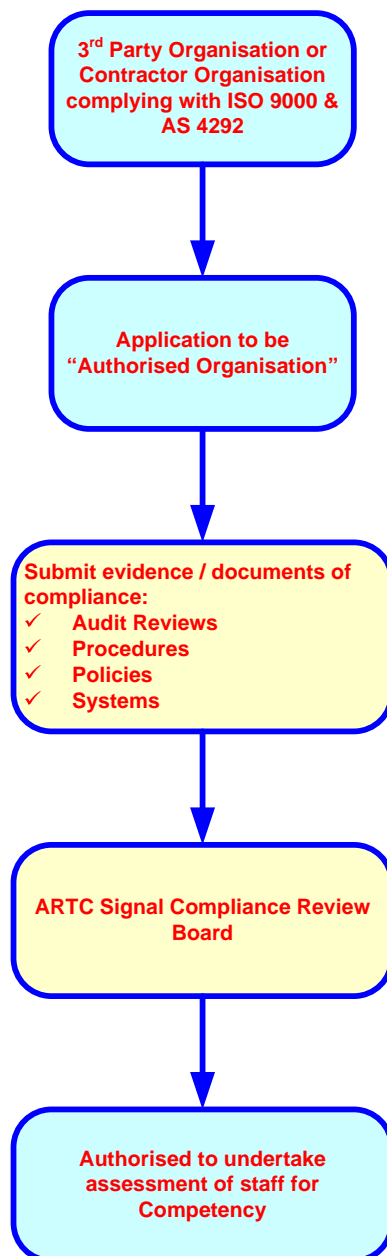 3rd Party Organisation or
Contractor Organisation
complying with ISO 9000 &
AS 4292
Application to be
“Authorised Organisation”
Submit evidence / documents of
compliance:
✓ Audit Reviews
✓ Procedures
✓ Policies
✓ Systems
ARTC Signal Compliance Review
Board
Authorised to undertake
assessment of staff for
Competency